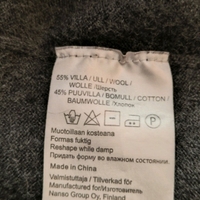 55% VILLA / ULL / WOOL /
WOLLE / Шерсть
45% PUUVILLA / BOMULL / COTTON /
BAUMWOLLE / Хлопок
P
Muotoillaan kosteana
Formas fuktig
Reshape white damp
Придать форму во влажном состоянии
Made in China
Valmistuttaja / Tillverkad för
Manufactured for/Изготовитель
Nanso Group Oy, Finland